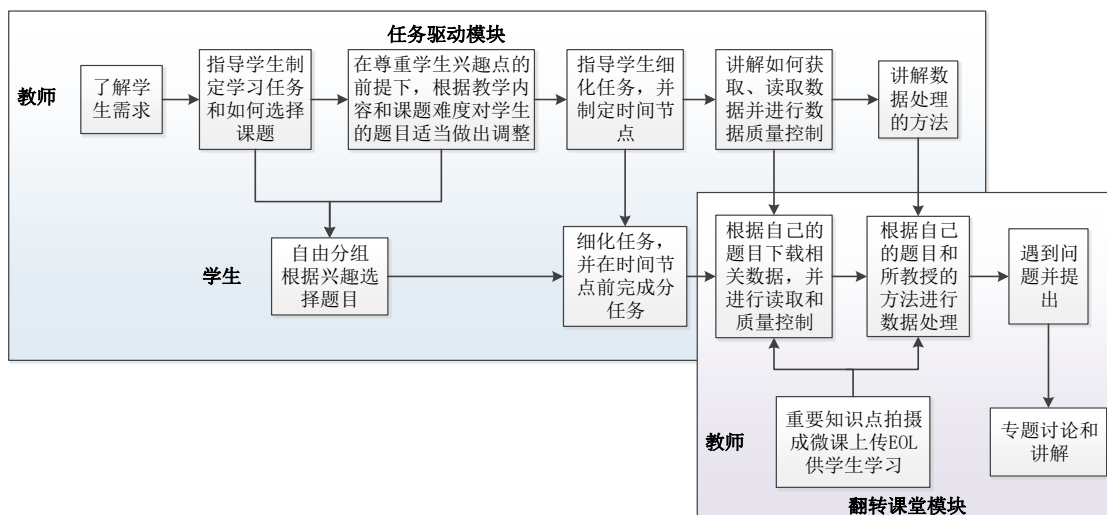 任务驱动模块
教师
了解学
生需求
指导学生制
定学习任务
和如何选择
课题
在尊重学生兴趣点的
前提下，根据教学内
容和课题难度对学生
的题目适当做出调整
指导学生细
化任务，并
制定时间节
点
讲解如何获
取、读取数
据并进行数
据质量控制
讲解数
据处理
的方法
学生
自由分组
根据兴趣选
择题目
细化任务，
并在时间节
点前完成分
任务
根据自己的
题目下载相
关数据，并
进行读取和
质量控制
根据自己
的题目和
所教授的
方法进行
数据处理
遇到问
题并提
出
教师
重要知识点拍摄
成微课上传EOL
供学生学习
专题讨论和
讲解
翻转课堂模块